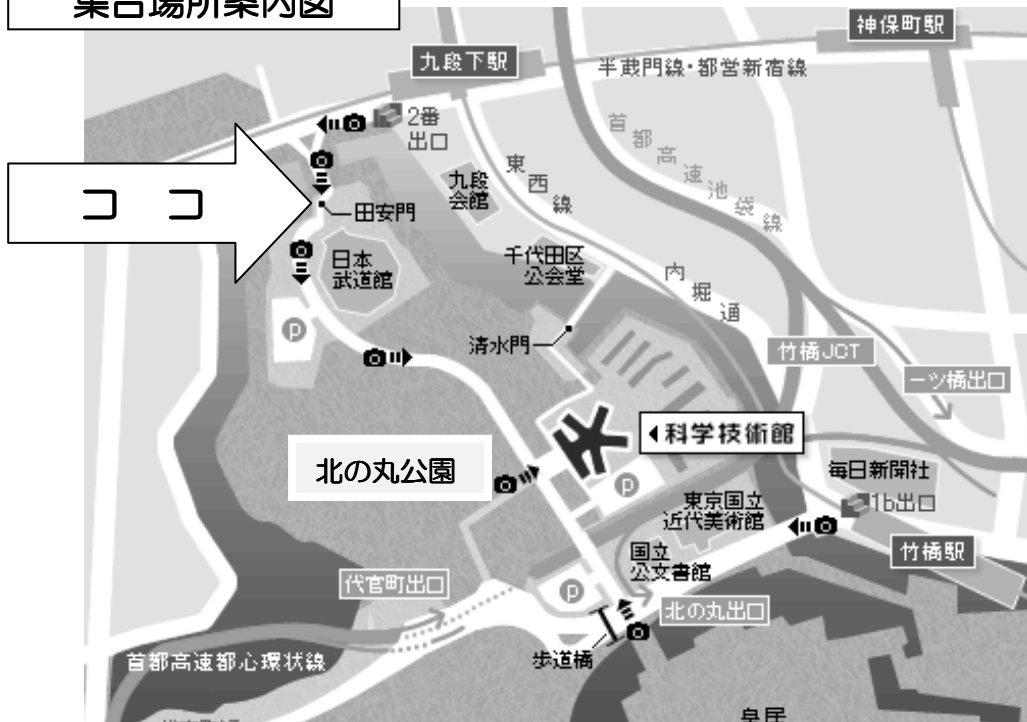 集合場所案内図
神保町駅
九段下駅
半蔵門線・都営新宿線
2番
出口
首都高速池袋線
東西線
九段
会館
コ コ
田安門
日本
武道館
千代田区
公会堂
内堀通
P
清水門
竹橋JCT
一ツ橋出口
科学技術館
北の丸公園
毎日新聞社
P
1b出口
東京国立
近代美術館
竹橋駅
国立
公文書館
代官町出口
P
北の丸出口
歩道橋
首都高速都心環状線
皇居